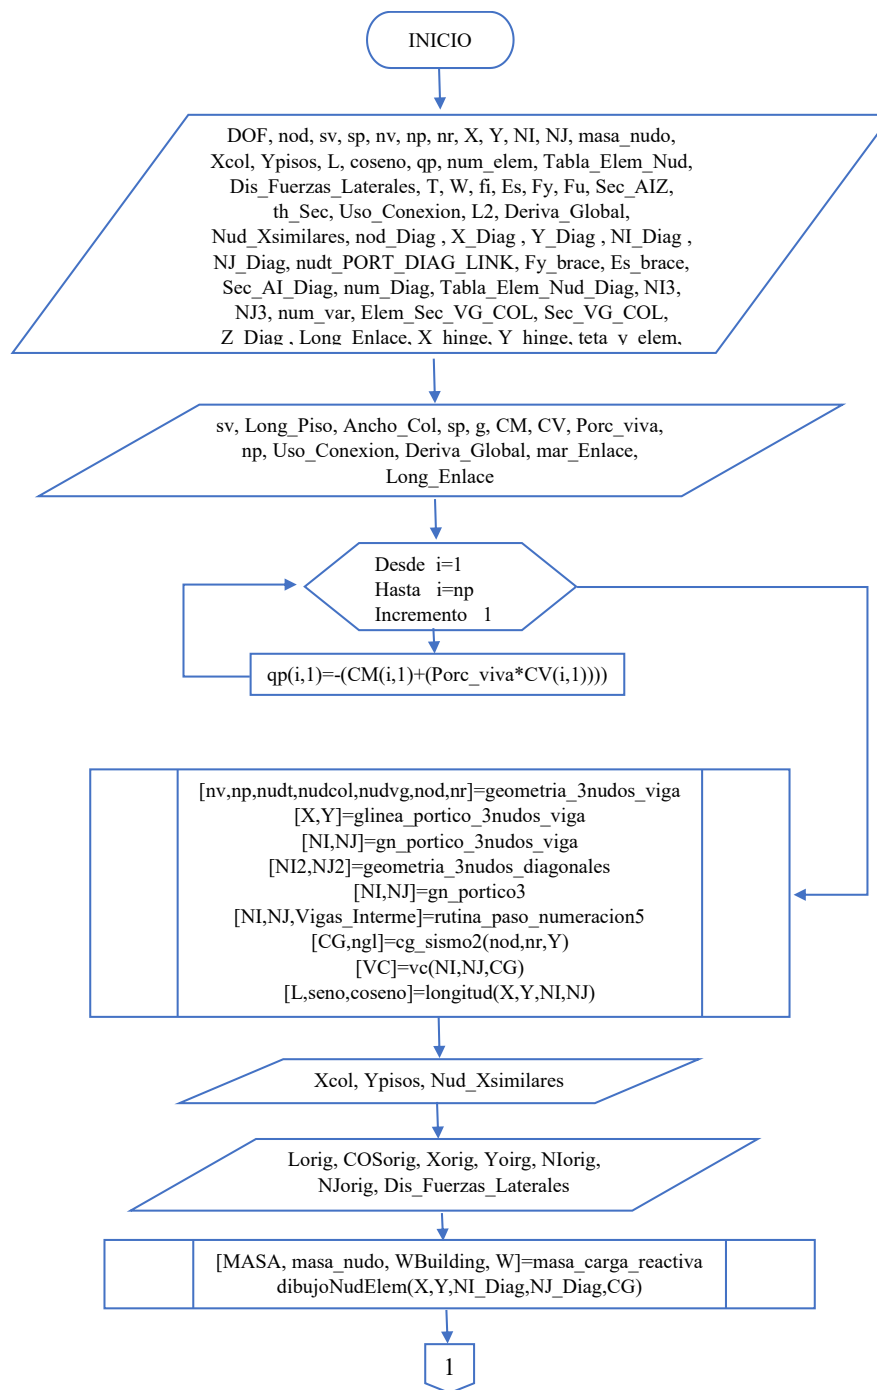 INICIO
DOF, nod, sv, sp, nv, np, nr, X, Y, NI, NJ, masa_nudo,
Xcol, Ypisos, L, coseno, qp, num_elem, Tabla_Elem_Nud,
Dis_Fuerzas_Laterales, T, W, fi, Es, Fy, Fu, Sec_AIZ,
th_Sec, Uso_Conexion, L2, Deriva_Global,
Nud_Xsimilares, nod_Diag , X_Diag , Y_Diag , NI_Diag ,
NJ_Diag, nudt_PORT_DIAG_LINK, Fy_brace, Es_brace,
Sec_AI_Diag, num_Diag, Tabla_Elem_Nud_Diag, NI3,
NJ3, num_var, Elem_Sec_VG_COL, Sec_VG_COL,
Z_Diag , Long_Enlace, X_hinge, Y_hinge, teta_y_elem,
sv, Long_Piso, Ancho_Col, sp, g, CM, CV, Porc_viva,
np, Uso_Conexion, Deriva_Global, mar_Enlace,
Long_Enlace
Desde i=1
Hasta i=np
Incremento 1
qp(i,1)=-(CM(i,1)+(Porc_viva*CV(i,1))))
[nv,np,nudt,nudcol,nudvg,nod,nr]=geometria_3nudos_viga
[X,Y]=glinea_portico_3nudos_viga
[NI,NJ]=gn_portico_3nudos_viga
[NI2,NJ2]=geometria_3nudos_diagonales
[NI,NJ]=gn_portico3
[NI,NJ,Vigas_Interme]=rutina_paso_numeracion5
[CG,ngl]=cg_sismo2(nod,nr,Y)
[VC]=vc(NI,NJ,CG)
[L,seno,coseno]=longitud(X,Y,NI,NJ)
Xcol, Ypisos, Nud_Xsimilares
Lorig, COSorig, Xorig, Yoirg, NIorig,
NJorig, Dis_Fuerzas_Laterales
[MASA, masa_nudo, WBuilding, W]=masa_carga_reactiva
dibujoNudElem(X,Y,NI_Diag,NJ_Diag,CG)
1